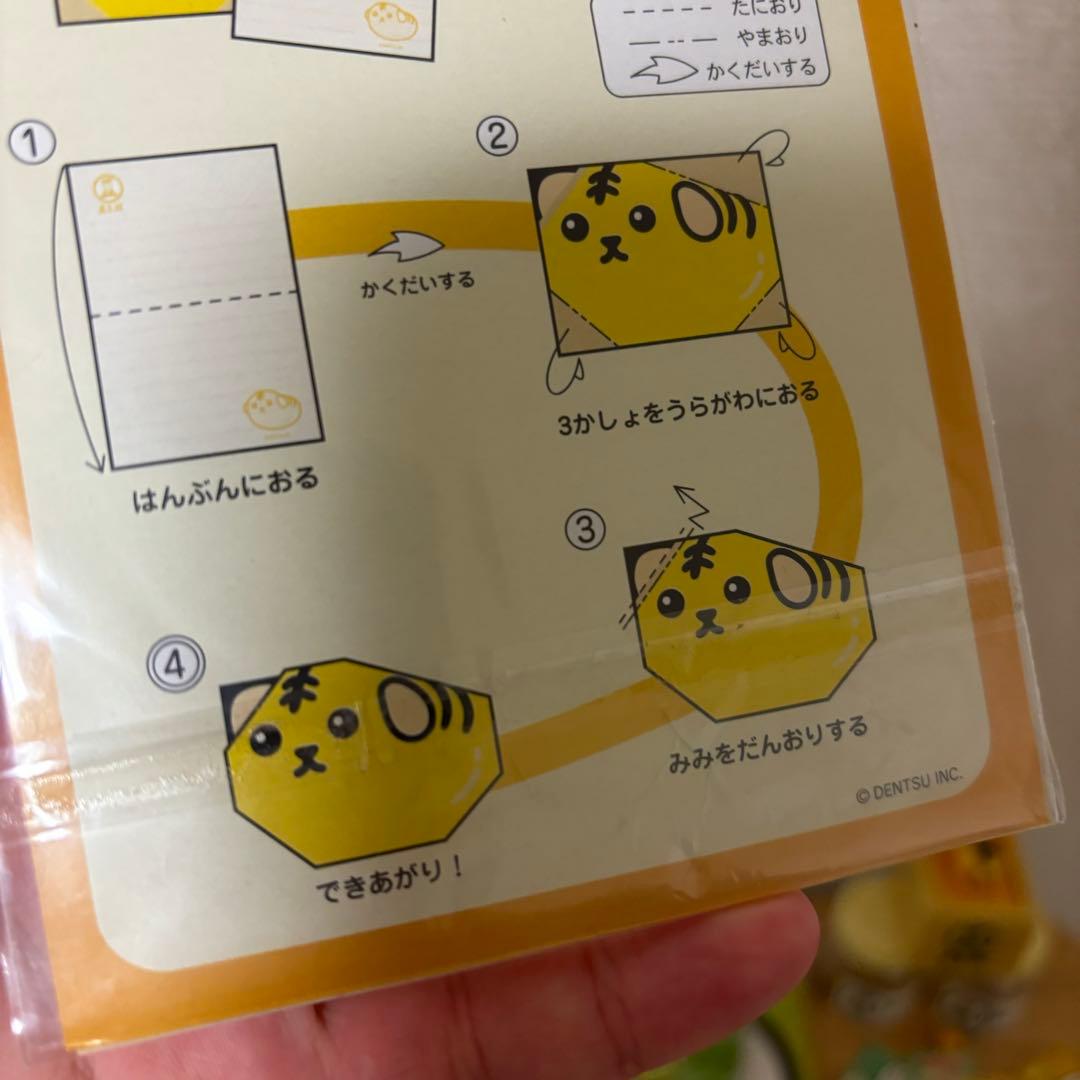 たにおり
やまおり
かくだいする
①
②
かくだいする
3かしょをうらがわにおる
はんぶんにおる
③
④
みみをだんおりする
© DENTSU INC.
できあがり！